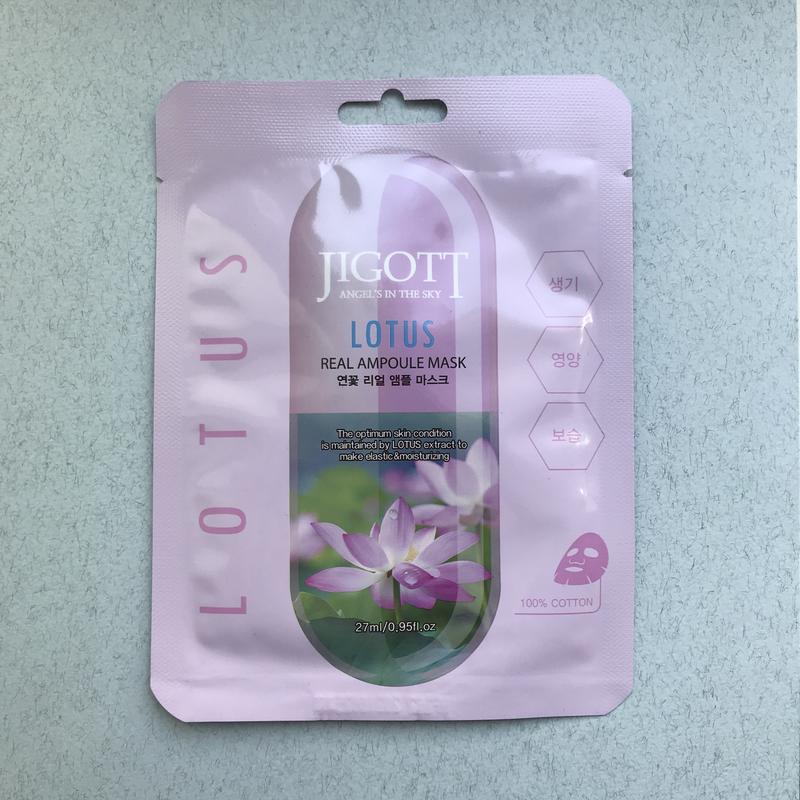 LOTUS
JIGOTT
ANGEL'S IN THE SKY
LOTUS
REAL AMPOULE MASK
연꽃 리얼 앰플 마스크
The optimum skin condition
is maintained by LOTUS extract to
make elastic&moisturizing
27ml/0.95fl.oz
생기
영양
보습
100% COTTON